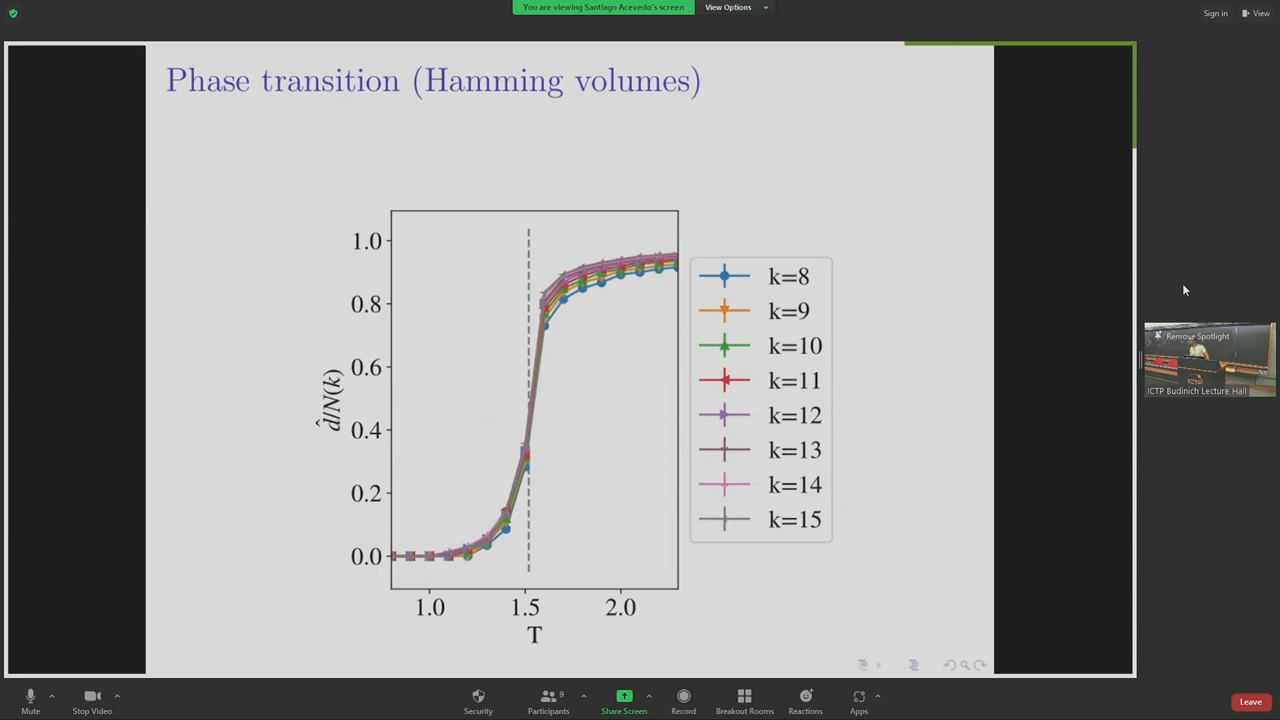 You are viewing Santiago Acevedo's screen
View Options
Sign in
View
Phase transition (Hamming volumes)
1.0
0.8
0.6
0.4
0.2
0.0
d̂/N(k)
1.0 1.5 2.0
T
k=8
k=9
k=10
k=11
k=12
k=13
k=14
k=15
Remove Spotlight
ICTP
ICTP Budinich Lecture Hall
Mute
Stop Video
Security
Participants 9
Share Screen
Record
Breakout Rooms
Reactions
Apps
Leave